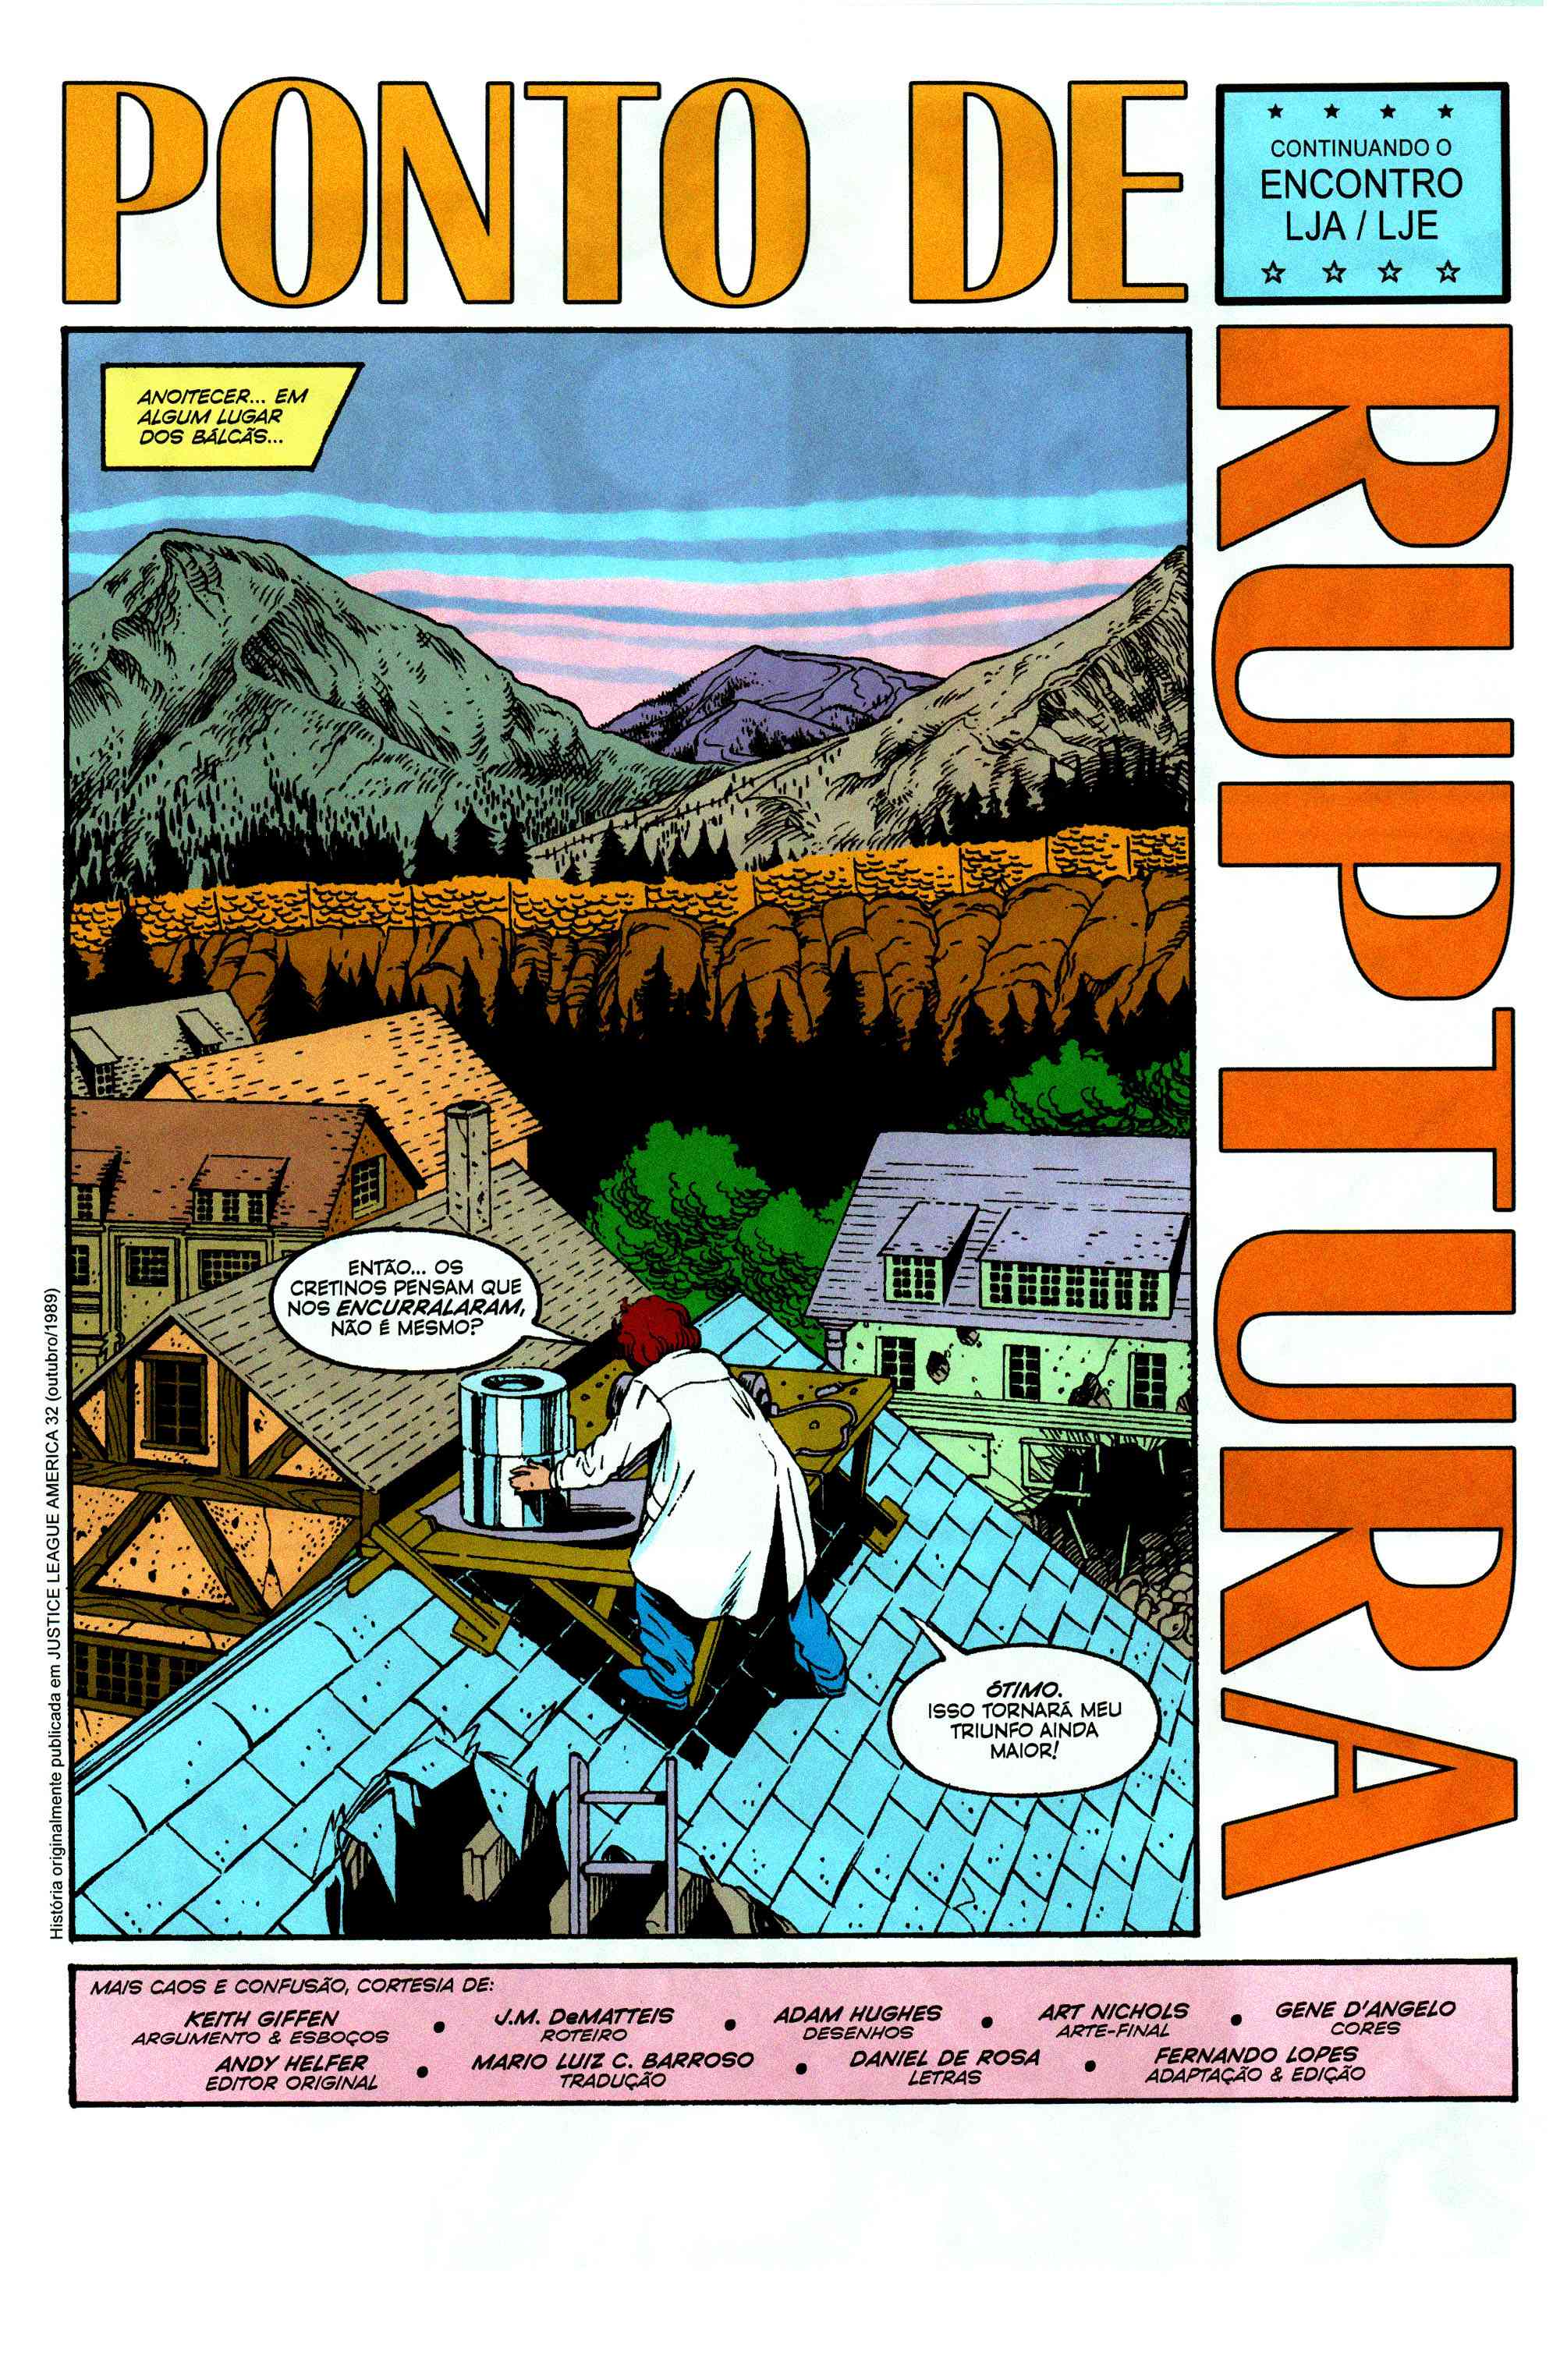 PONTO DE
★ ★ ★ ★
CONTINUANDO O
ENCONTRO
LJA / LJE
☆ ☆ ☆ ☆
RUPTURA
ANOITECER... EM
ALGUM LUGAR
DOS BÁLCÃS...
ENTÃO... OS
CRETINOS PENSAM QUE
NOS ENCURRALARAM,
NÃO É MESMO?
ÓTIMO.
ISSO TORNARÁ MEU
TRIUNFO AINDA
MAIOR!
História originalmente publicada em JUSTICE LEAGUE AMERICA 32 (outubro/1989)
MAIS CAOS E CONFUSÃO, CORTESIA DE:
KEITH GIFFEN • J.M. DeMATTEIS • ADAM HUGHES • ART NICHOLS • GENE D'ANGELO
ARGUMENTO & ESBOÇOS ROTEIRO DESENHOS ARTE-FINAL CORES
ANDY HELFER • MARIO LUIZ C. BARROSO • DANIEL DE ROSA • FERNANDO LOPES
EDITOR ORIGINAL TRADUÇÃO LETRAS ADAPTAÇÃO & EDIÇÃO